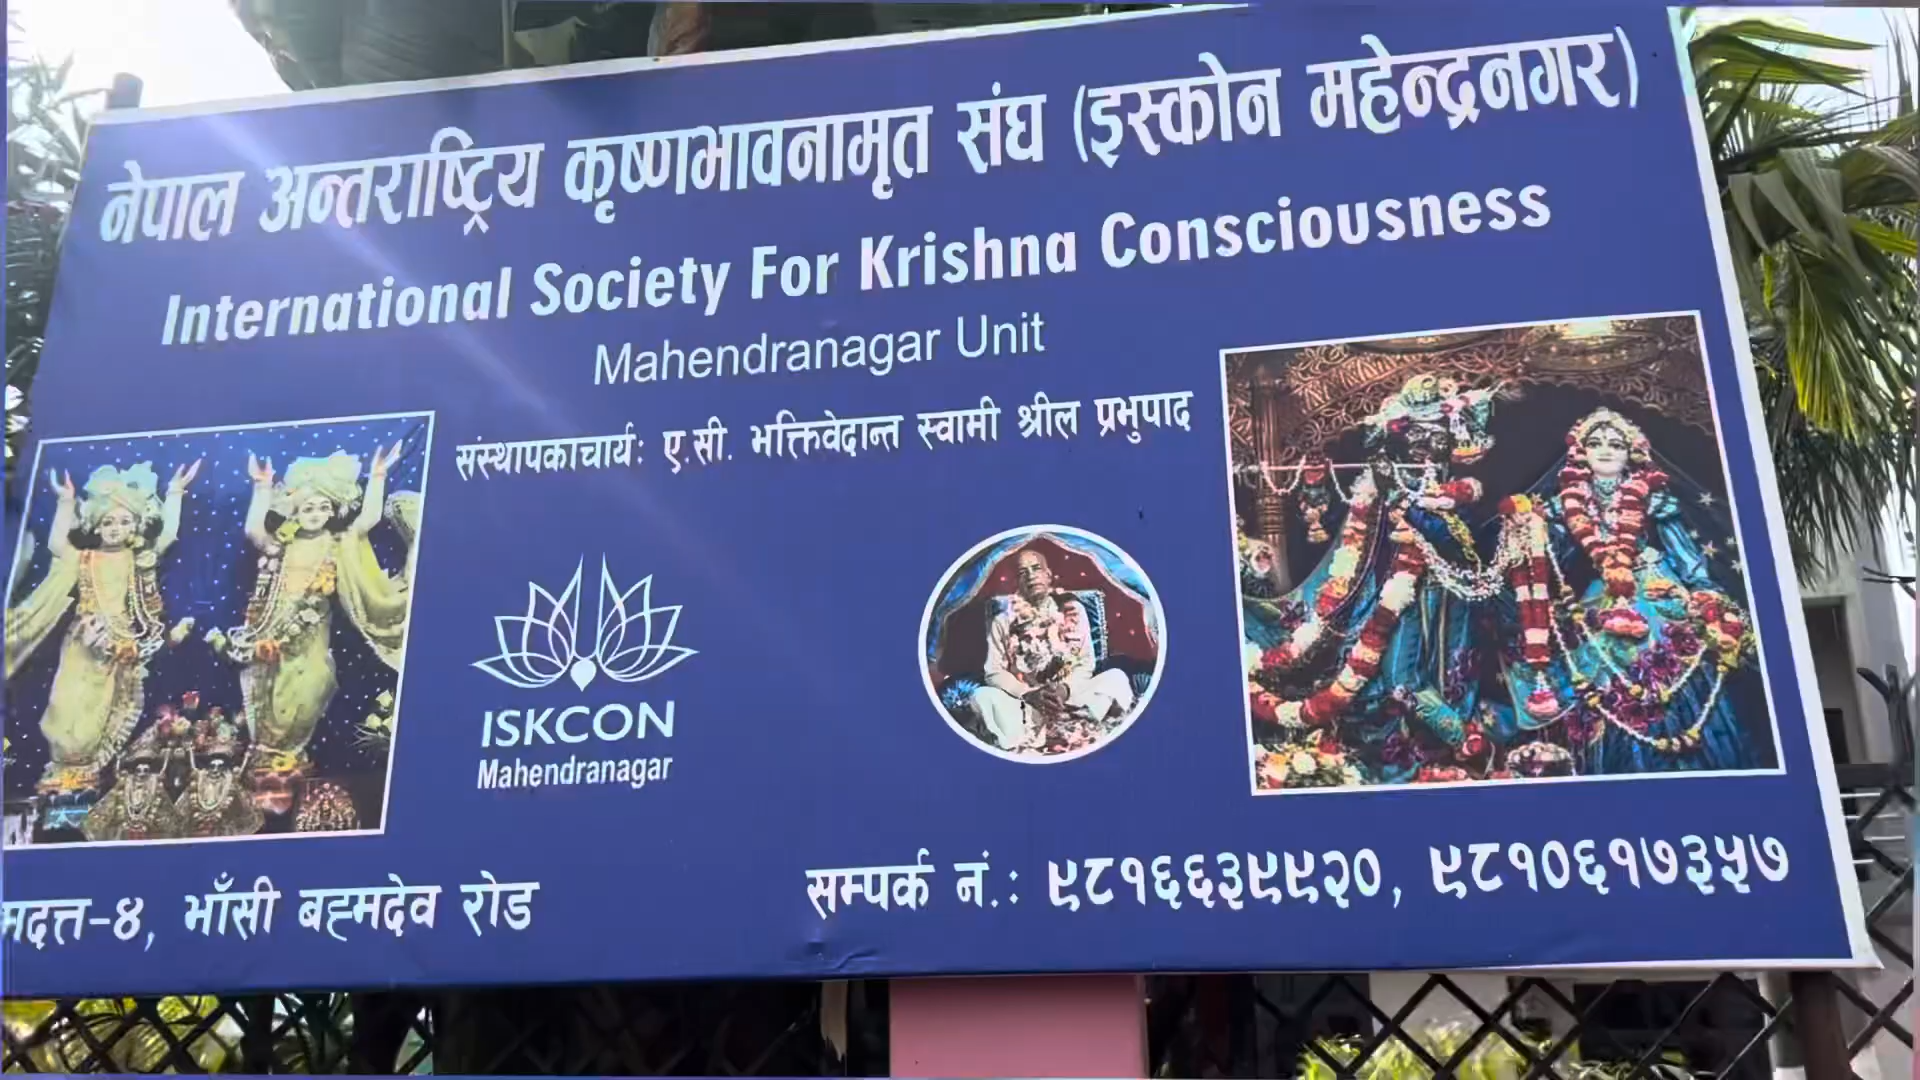 नेपाल अन्तराष्ट्रिय कृष्णभावनामृत संघ (इस्कोन महेन्द्रनगर)
International Society For Krishna Consciousness
Mahendranagar Unit
संस्थापकाचार्यः ए.सी. भक्तिवेदान्त स्वामी श्रील प्रभुपाद
ISKCON
Mahendranagar
मदत्त-४, भाँसी बह्मदेव रोड
सम्पर्क नं.: ९८१६६३९९२०, ९८१०६१७३५७